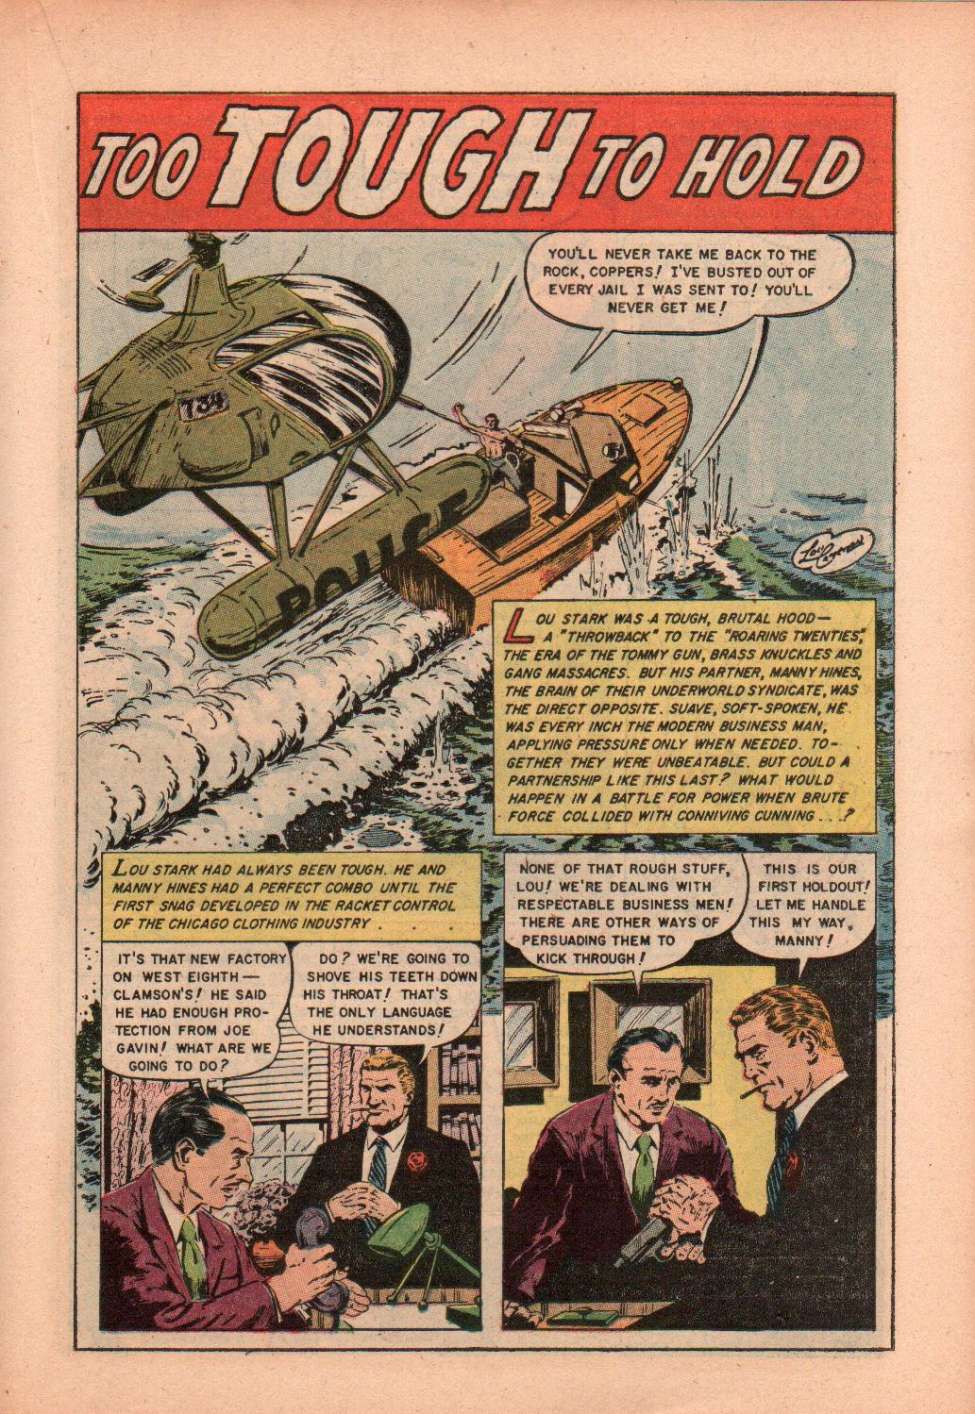 TOO TOUGH TO HOLD
YOU'LL NEVER TAKE ME BACK TO THE
ROCK, COPPERS! I'VE BUSTED OUT OF
EVERY JAIL I WAS SENT TO! YOU'LL
NEVER GET ME!
734
POLICE
LOU STARK WAS A TOUGH, BRUTAL HOOD—
A "THROWBACK" TO THE "ROARING TWENTIES",
THE ERA OF THE TOMMY GUN, BRASS KNUCKLES AND
GANG MASSACRES. BUT HIS PARTNER, MANNY HINES,
THE BRAIN OF THEIR UNDERWORLD SYNDICATE, WAS
THE DIRECT OPPOSITE. SUAVE, SOFT-SPOKEN, HE
WAS EVERY INCH THE MODERN BUSINESS MAN,
APPLYING PRESSURE ONLY WHEN NEEDED. TO-
GETHER THEY WERE UNBEATABLE. BUT COULD A
PARTNERSHIP LIKE THIS LAST? WHAT WOULD
HAPPEN IN A BATTLE FOR POWER WHEN BRUTE
FORCE COLLIDED WITH CONNIVING CUNNING...?
LOU STARK HAD ALWAYS BEEN TOUGH. HE AND
MANNY HINES HAD A PERFECT COMBO UNTIL THE
FIRST SNAG DEVELOPED IN THE RACKET CONTROL
OF THE CHICAGO CLOTHING INDUSTRY . . .
IT'S THAT NEW FACTORY
ON WEST EIGHTH—
CLAMSON'S! HE SAID
HE HAD ENOUGH PRO-
TECTION FROM JOE
GAVIN! WHAT ARE WE
GOING TO DO?
DO? WE'RE GOING TO
SHOVE HIS TEETH DOWN
HIS THROAT! THAT'S
THE ONLY LANGUAGE
HE UNDERSTANDS!
NONE OF THAT ROUGH STUFF,
LOU! WE'RE DEALING WITH
RESPECTABLE BUSINESS MEN!
THERE ARE OTHER WAYS OF
PERSUADING THEM TO
KICK THROUGH!
THIS IS OUR
FIRST HOLDOUT!
LET ME HANDLE
THIS MY WAY,
MANNY!